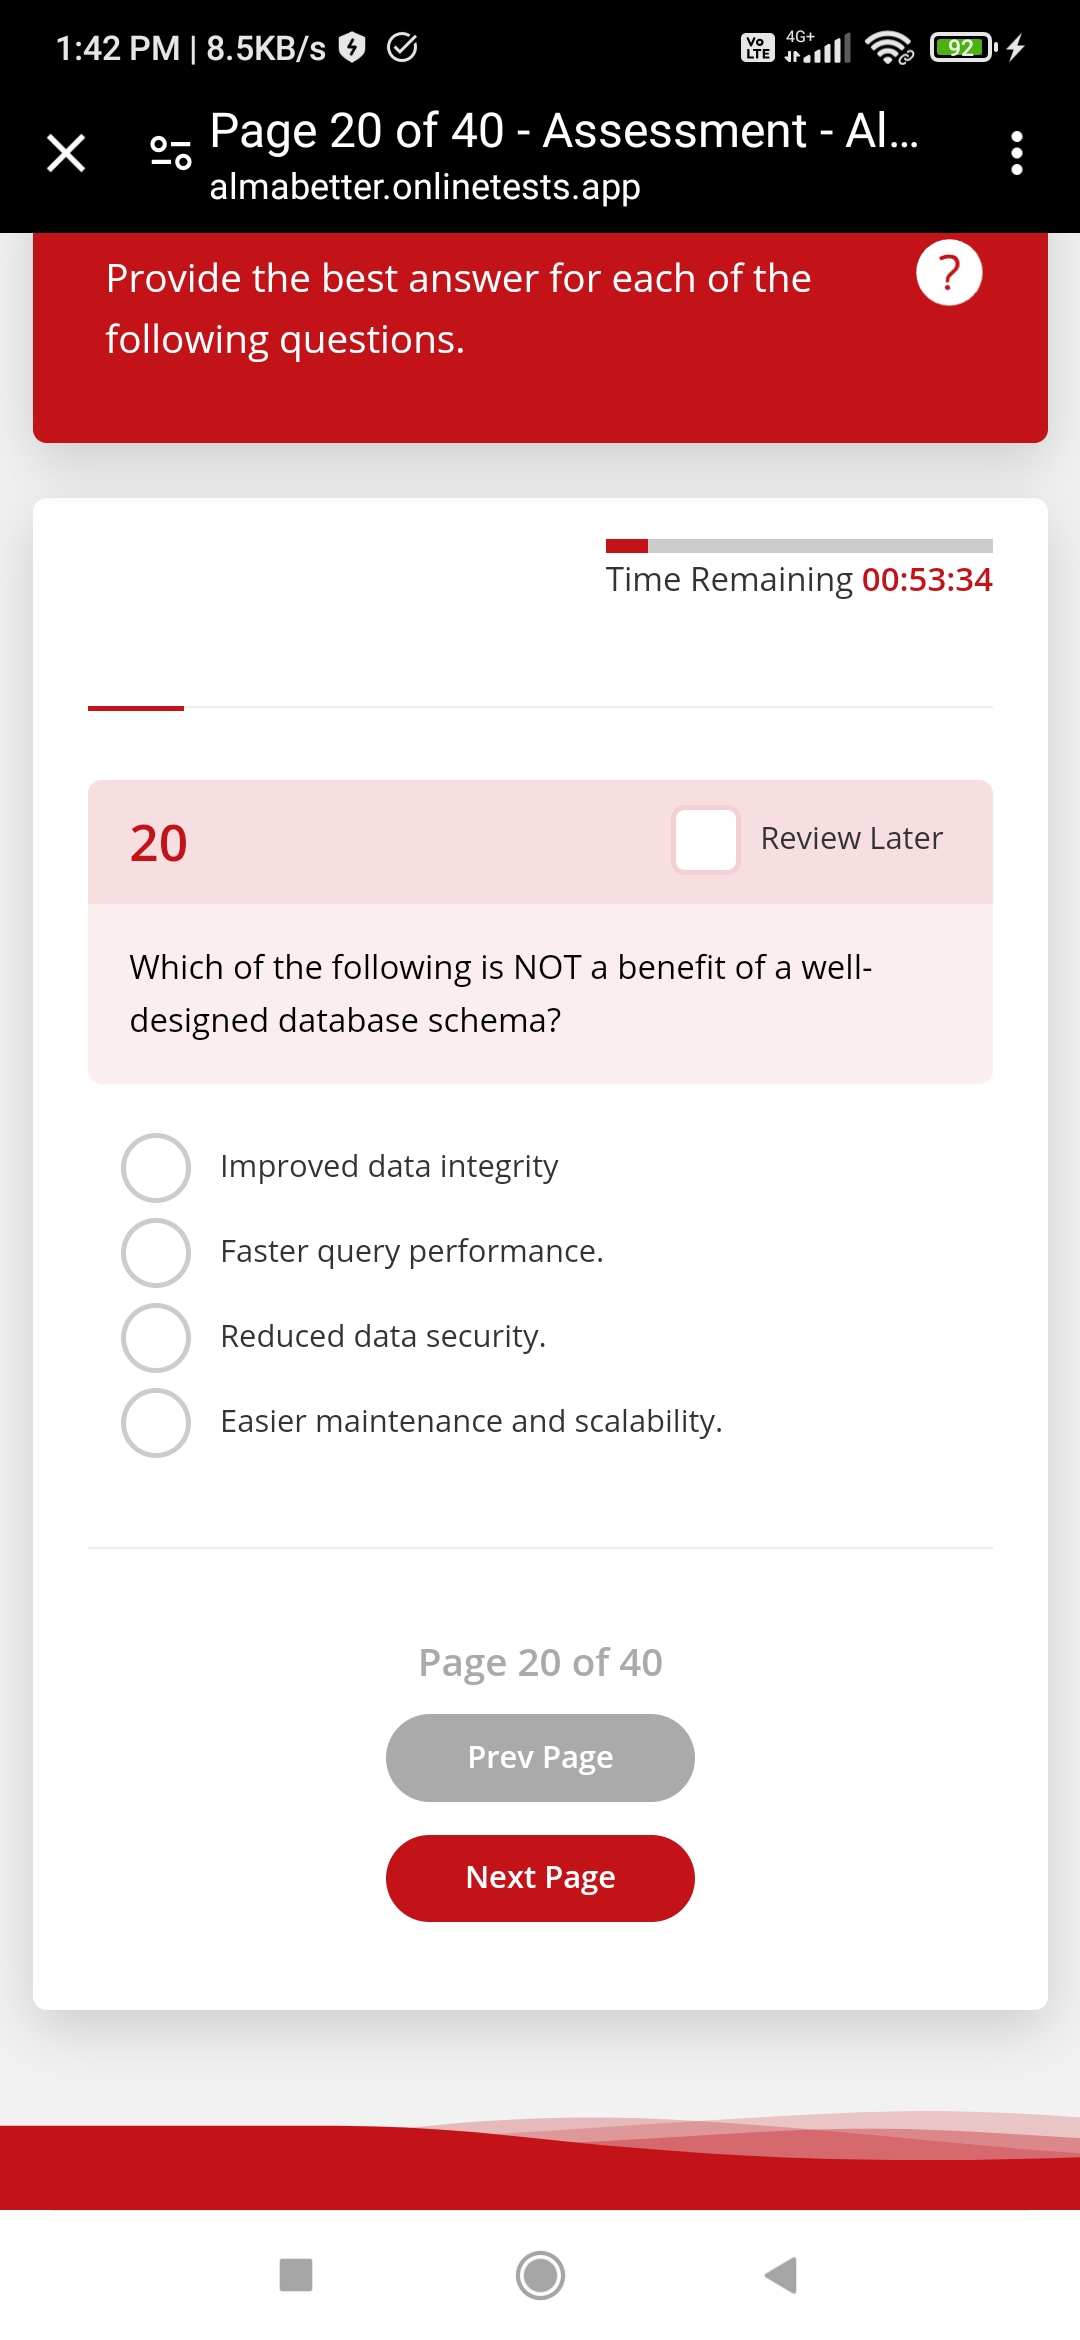 1:42 PM | 8.5KB/s
Vo LTE 4G+ 92
Page 20 of 40 - Assessment - Al...
almabetter.onlinetests.app
Provide the best answer for each of the
following questions.
?
Time Remaining 00:53:34
20
Review Later
Which of the following is NOT a benefit of a well-
designed database schema?
Improved data integrity
Faster query performance.
Reduced data security.
Easier maintenance and scalability.
Page 20 of 40
Prev Page
Next Page